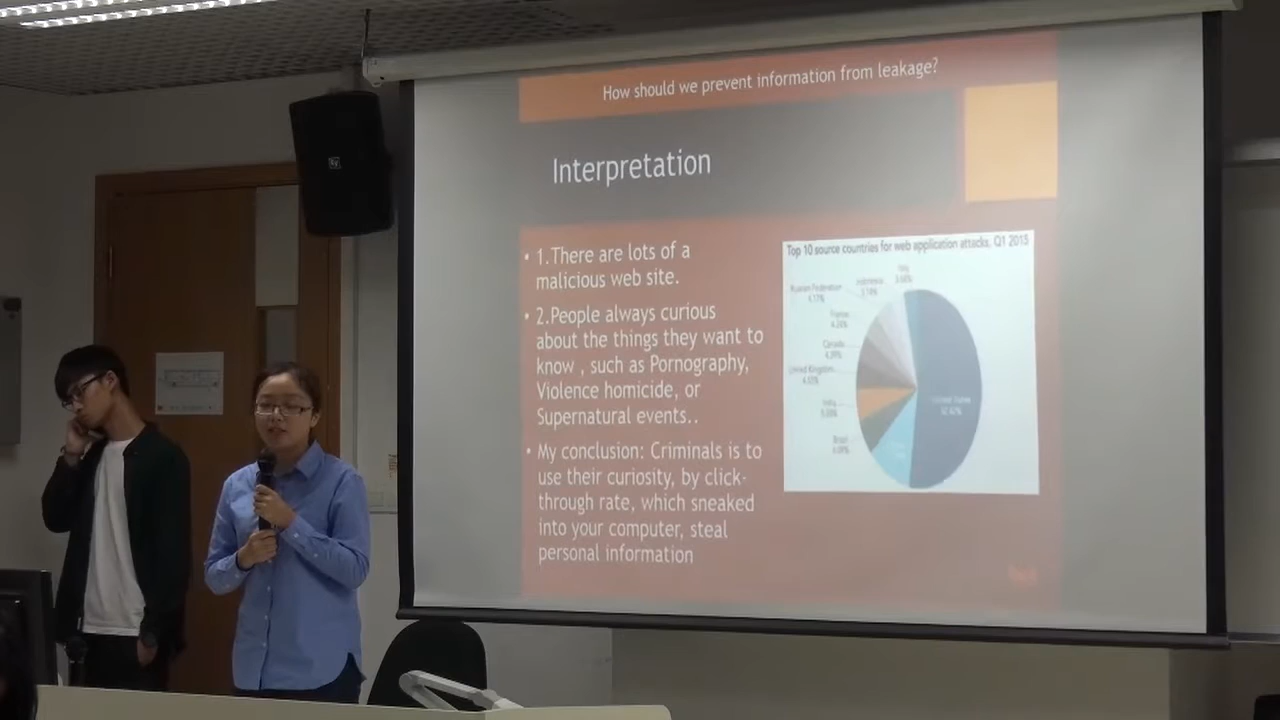 How should we prevent information from leakage?
Interpretation
• 1.There are lots of a
malicious web site.
• 2.People always curious
about the things they want to
know , such as Pornography,
Violence homicide, or
Supernatural events..
• My conclusion: Criminals is to
use their curiosity, by click-
through rate, which sneaked
into your computer, steal
personal information
Top 10 source countries for web application attacks, Q1 2015
Russian Federation
Indonesia
France
Canada
United Kingdom
Brazil
United States